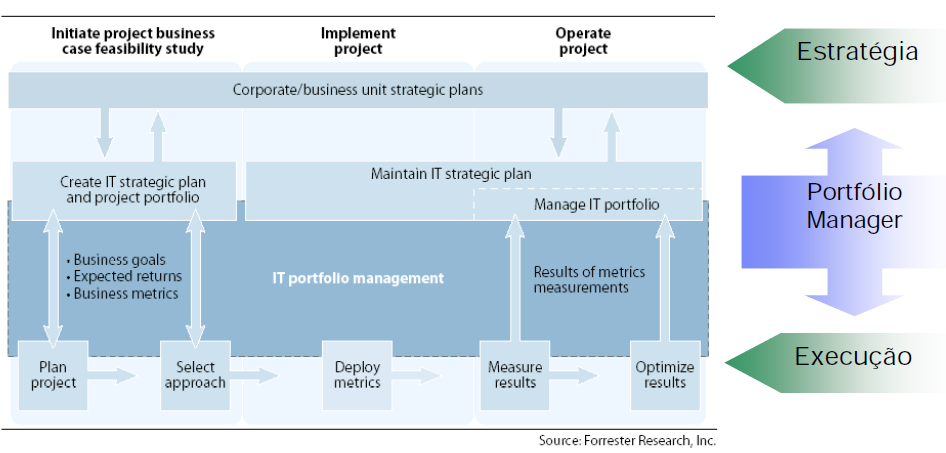 Initiate project business
case feasibility study
Implement
project
Operate
project
Estratégia
Corporate/business unit strategic plans
Create IT strategic plan
and project portfolio
Maintain IT strategic plan
Manage IT portfolio
Portfólio
Manager
• Business goals
• Expected returns
• Business metrics
IT portfolio management
Results of metrics
measurements
Plan
project
Select
approach
Deploy
metrics
Measure
results
Optimize
results
Execução
Source: Forrester Research, Inc.